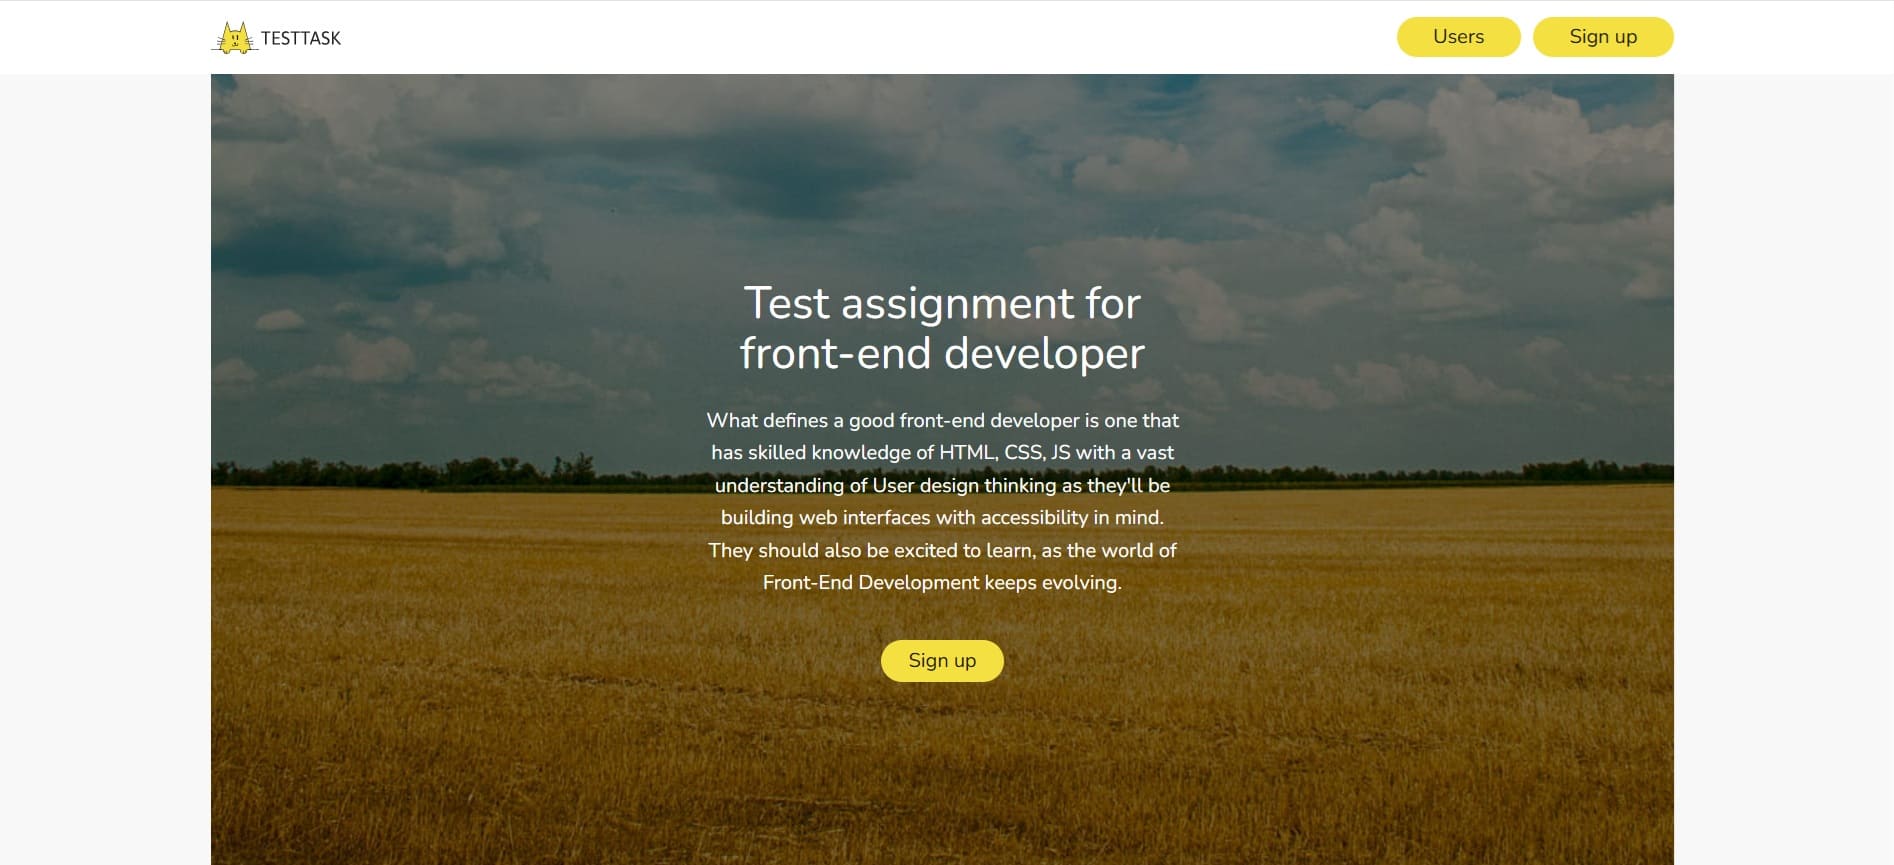 TESTTASK
Users
Sign up
Test assignment for
front-end developer
What defines a good front-end developer is one that
has skilled knowledge of HTML, CSS, JS with a vast
understanding of User design thinking as they'll be
building web interfaces with accessibility in mind.
They should also be excited to learn, as the world of
Front-End Development keeps evolving.
Sign up